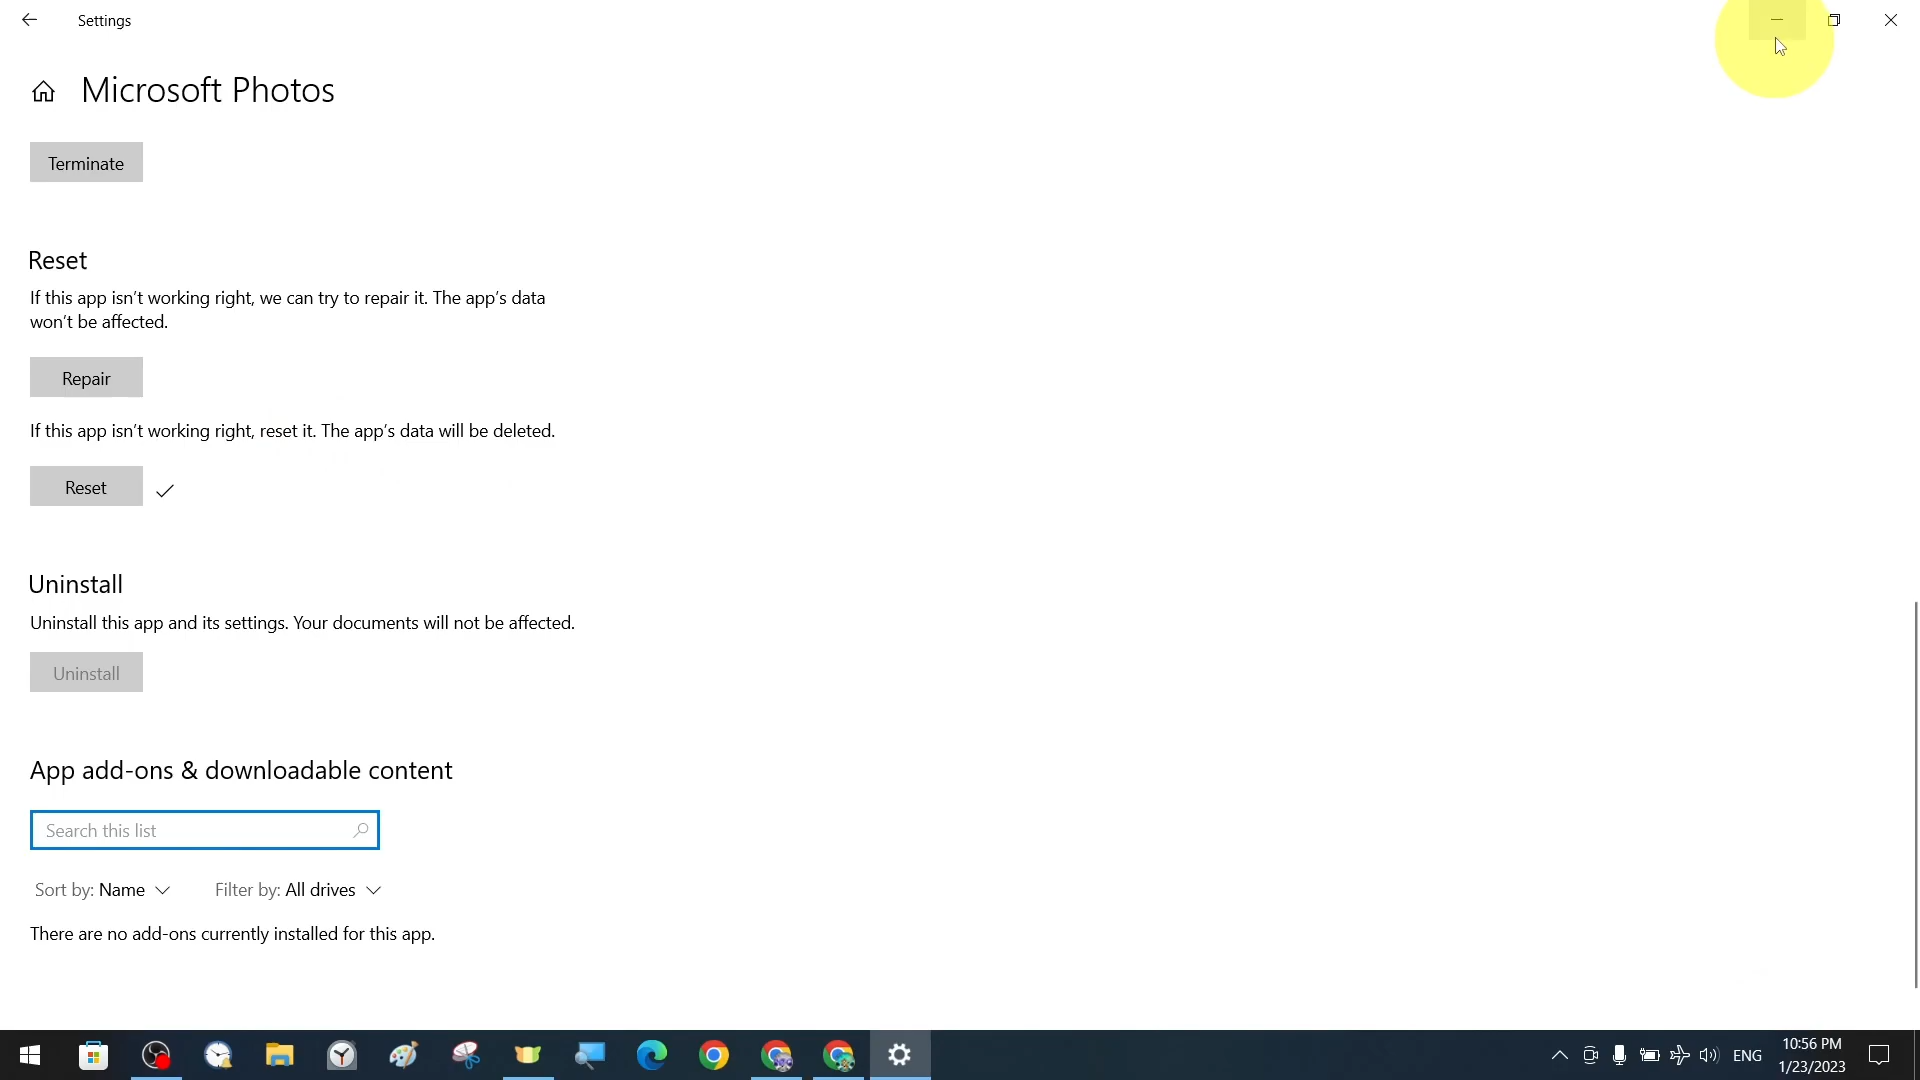 Settings
Microsoft Photos
Terminate
Reset
If this app isn't working right, we can try to repair it. The app's data
won't be affected.
Repair
If this app isn't working right, reset it. The app's data will be deleted.
Reset
Uninstall
Uninstall this app and its settings. Your documents will not be affected.
Uninstall
App add-ons & downloadable content
Search this list
Sort by: Name Filter by: All drives
There are no add-ons currently installed for this app.
ENG
10:56 PM
1/23/2023